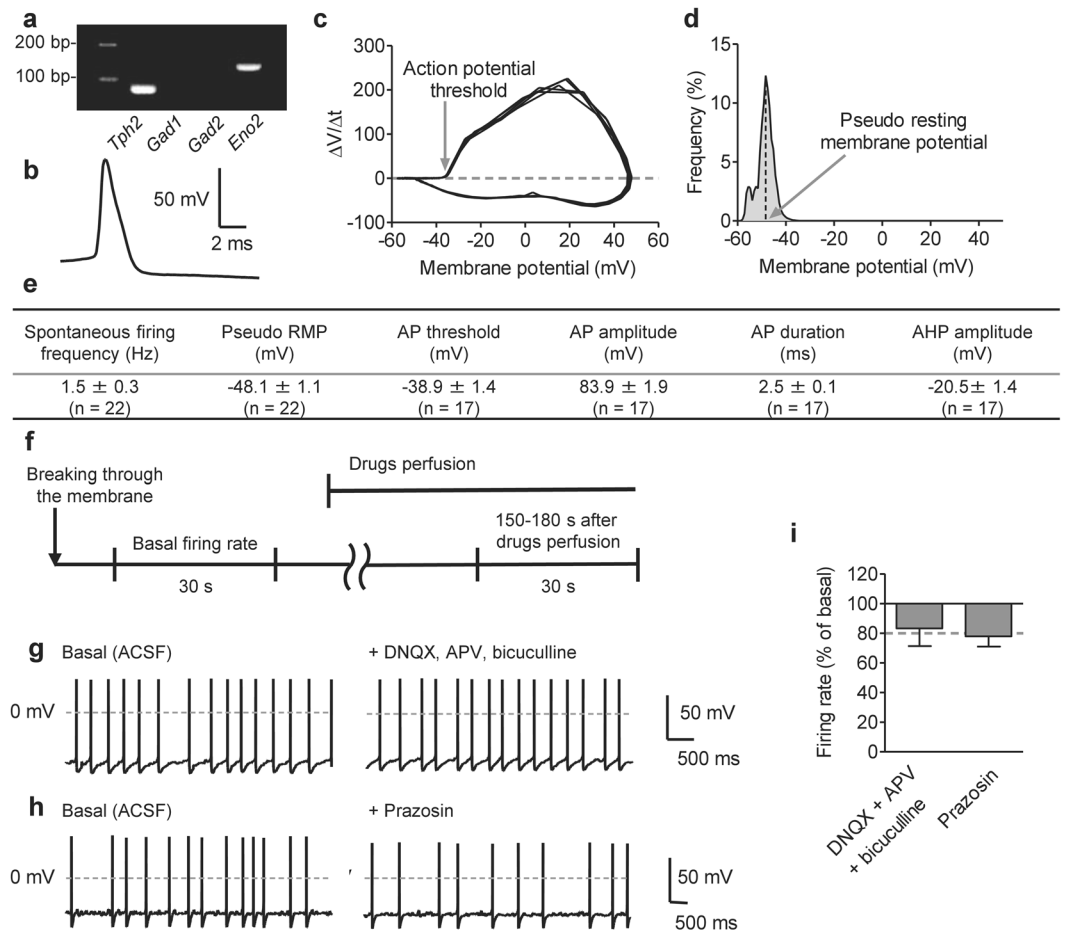 a
200 bp-
100 bp-
Tph2
Gad1
Gad2
Eno2
b
50 mV
2 ms
c
300
200
100
0
-100
-60
-40
-20
0
20
40
60
ΔV/Δt
Action potential
threshold
Membrane potential (mV)
d
15
10
5
0
-60
-40
-20
0
20
40
Frequency (%)
Pseudo resting
membrane potential
Membrane potential (mV)
e
Spontaneous firing
frequency (Hz)
Pseudo RMP
(mV)
AP threshold
(mV)
AP amplitude
(mV)
AP duration
(ms)
AHP amplitude
(mV)
1.5 ± 0.3
(n = 22)
-48.1 ± 1.1
(n = 22)
-38.9 ± 1.4
(n = 17)
83.9 ± 1.9
(n = 17)
2.5 ± 0.1
(n = 17)
-20.5± 1.4
(n = 17)
f
Breaking through
the membrane
Drugs perfusion
Basal firing rate
30 s
150-180 s after
drugs perfusion
30 s
g
Basal (ACSF)
+ DNQX, APV, bicuculline
0 mV
50 mV
500 ms
h
Basal (ACSF)
+ Prazosin
0 mV
50 mV
500 ms
i
120
100
80
60
40
20
0
Firing rate (% of basal)
DNQX + APV
+ bicuculline
Prazosin